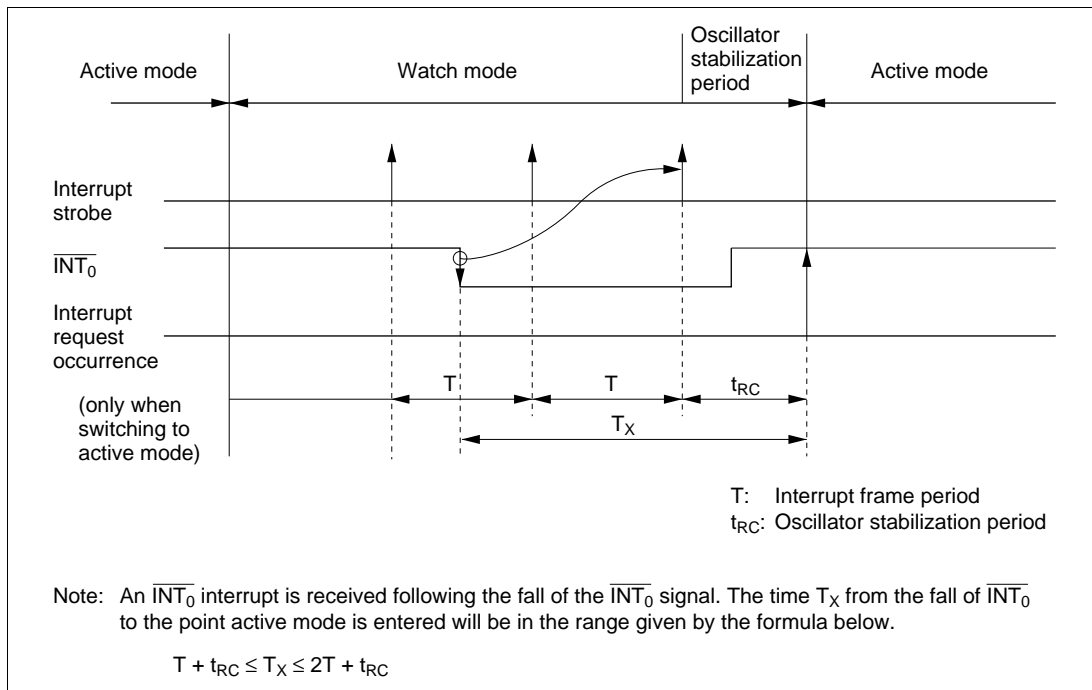 Active mode
Watch mode
Oscillator
stabilization
period
Active mode
Interrupt
strobe
INT0
Interrupt
request
occurrence
(only when
switching to
active mode)
T
T
tRC
TX
T: Interrupt frame period
tRC: Oscillator stabilization period
Note: An INT0 interrupt is received following the fall of the INT0 signal. The time TX from the fall of INT0
to the point active mode is entered will be in the range given by the formula below.
T + tRC ≤ TX ≤ 2T + tRC